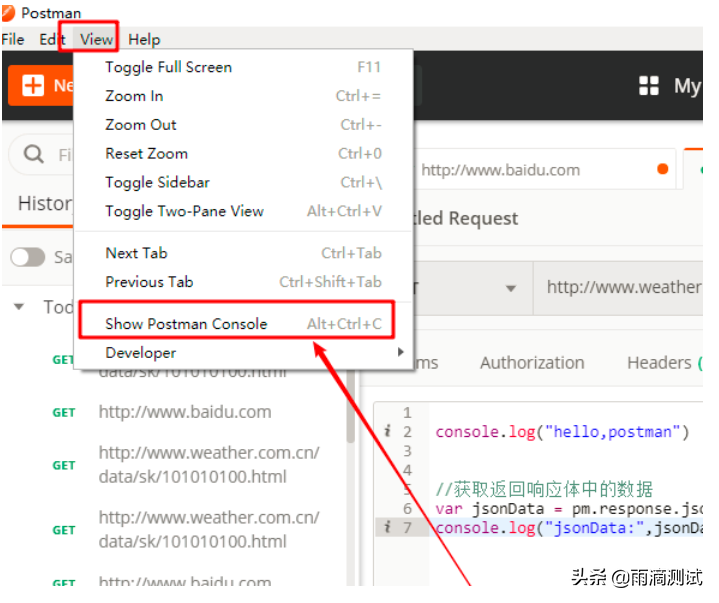 Postman
File Edit View Help
Toggle Full Screen F11
Zoom In Ctrl+=
Zoom Out Ctrl+-
Reset Zoom Ctrl+0
Toggle Sidebar Ctrl+\
Toggle Two-Pane View Alt+Ctrl+V
Next Tab Ctrl+Tab
Previous Tab Ctrl+Shift+Tab
Show Postman Console Alt+Ctrl+C
Developer
Ne
My
Fi
Histor
Sa
Tod
GET
data/sk/101010100.html
GET http://www.baidu.com
GET http://www.weather.com.cn/
data/sk/101010100.html
GET http://www.weather.com.cn/
data/sk/101010100.html
GET http://www.baidu.com
http://www.baidu.com
tled Request
T http://www.weather
ms Authorization Headers (
1
2 console.log("hello,postman")
3
4
5 //获取返回响应体中的数据
6 var jsonData = pm.response.jso
7 console.log("jsonData:",jsonDa
头条 @雨滴测试